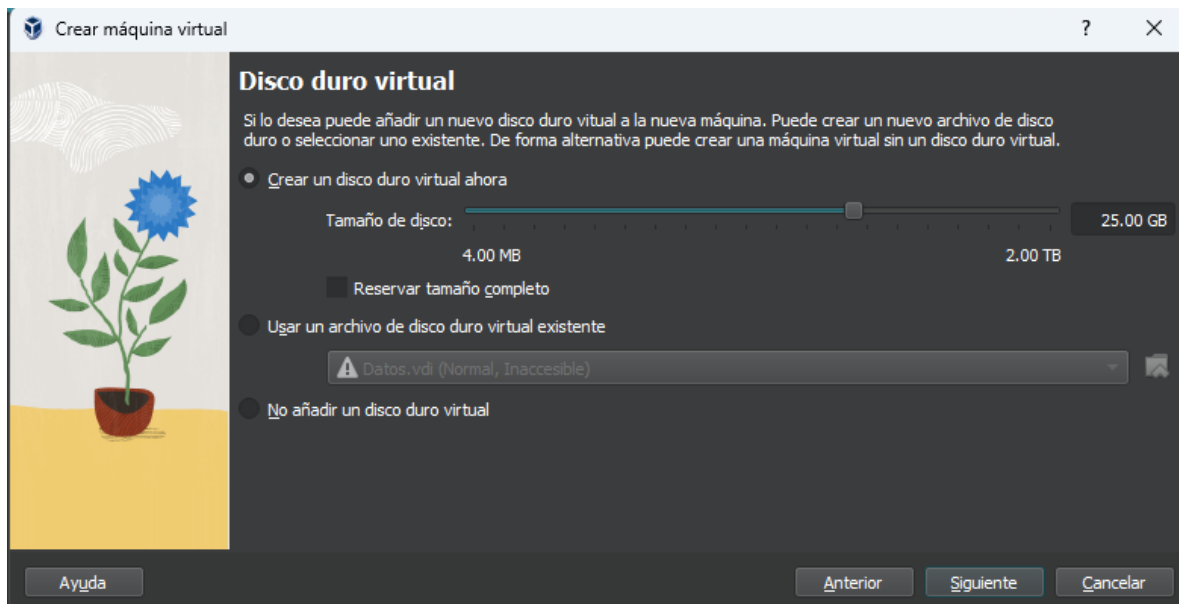 Crear máquina virtual
?
Disco duro virtual
Si lo desea puede añadir un nuevo disco duro vitual a la nueva máquina. Puede crear un nuevo archivo de disco
duro o seleccionar uno existente. De forma alternativa puede crear una máquina virtual sin un disco duro virtual.
Crear un disco duro virtual ahora
Tamaño de disco:
25.00 GB
4.00 MB
2.00 TB
Reservar tamaño completo
Usar un archivo de disco duro virtual existente
Datos.vdi (Normal, Inaccesible)
No añadir un disco duro virtual
Ayuda
Anterior
Siguiente
Cancelar